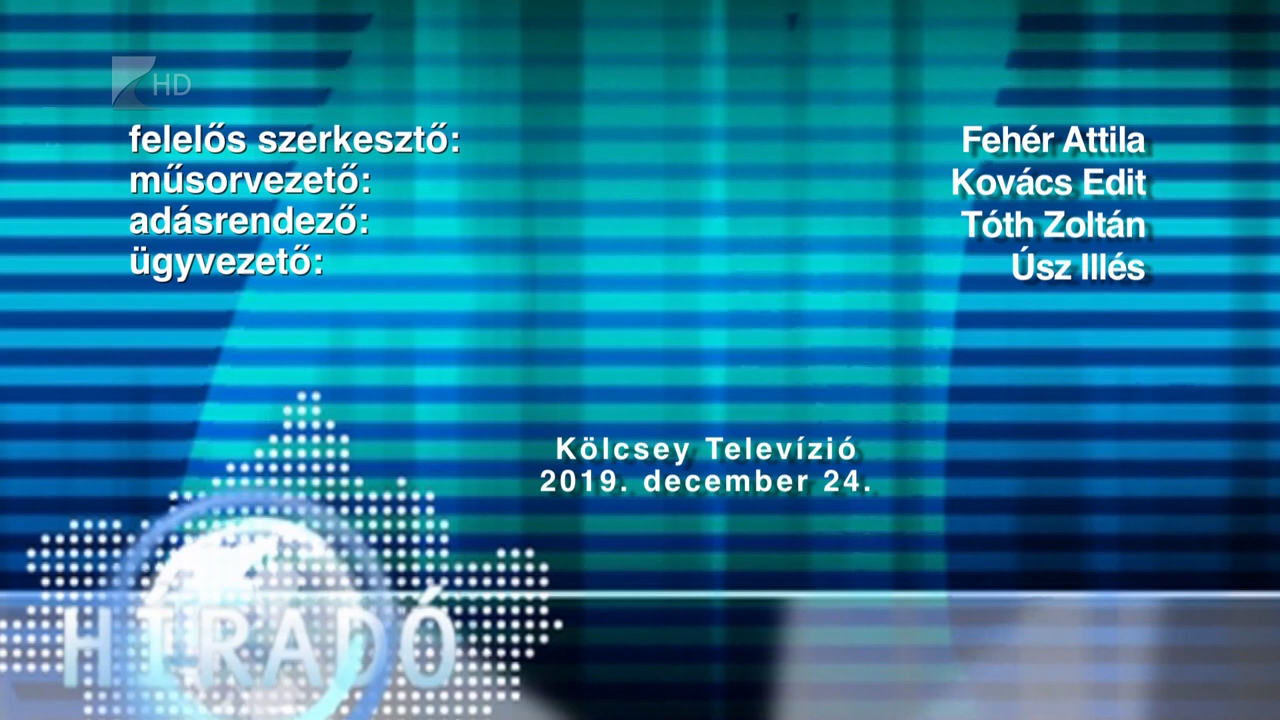 HD
felelős szerkesztő: Fehér Attila
műsorvezető: Kovács Edit
adásrendező: Tóth Zoltán
ügyvezető: Úsz Illés
Kölcsey Televízió
2019. december 24.
HÍRADÓ